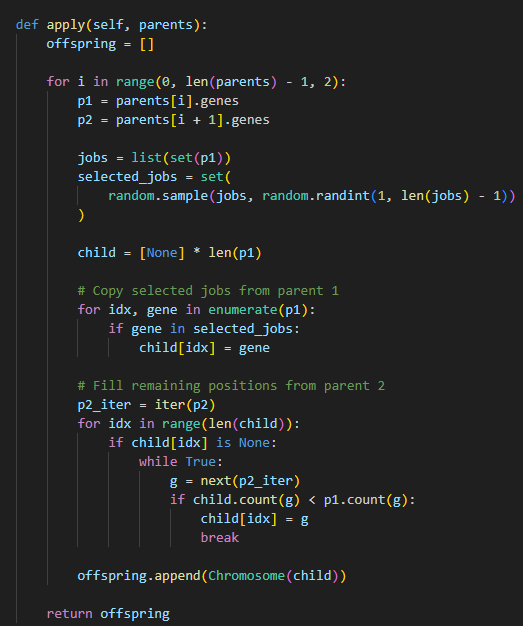 def apply(self, parents):
    offspring = []

    for i in range(0, len(parents) - 1, 2):
        p1 = parents[i].genes
        p2 = parents[i + 1].genes

        jobs = list(set(p1))
        selected_jobs = set(
            random.sample(jobs, random.randint(1, len(jobs) - 1))
        )

        child = [None] * len(p1)

        # Copy selected jobs from parent 1
        for idx, gene in enumerate(p1):
            if gene in selected_jobs:
                child[idx] = gene

        # Fill remaining positions from parent 2
        p2_iter = iter(p2)
        for idx in range(len(child)):
            if child[idx] is None:
                while True:
                    g = next(p2_iter)
                    if child.count(g) < p1.count(g):
                        child[idx] = g
                        break

        offspring.append(Chromosome(child))

    return offspring